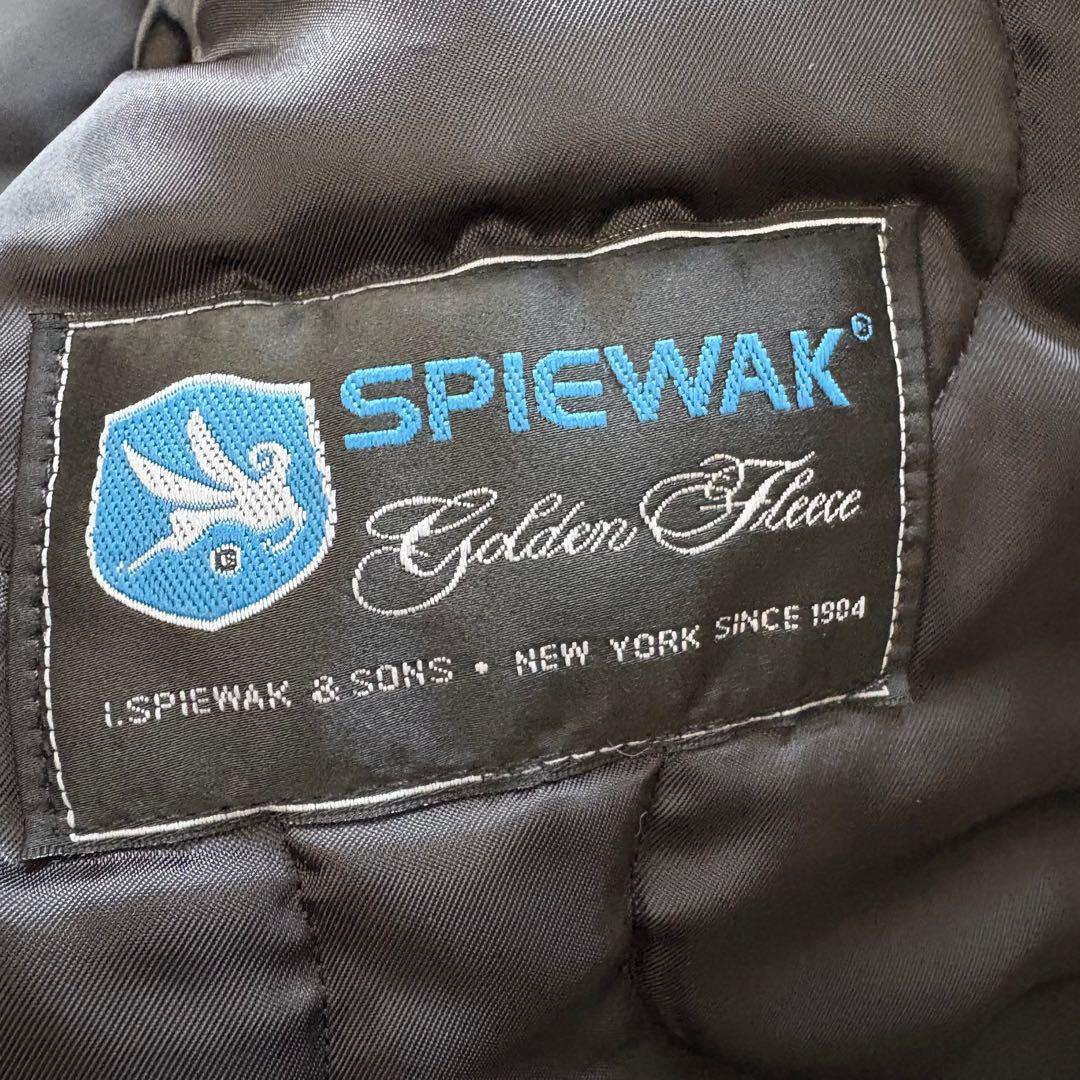 SPIEWAK®
Golden Fleece
I.SPIEWAK & SONS • NEW YORK SINCE 1904